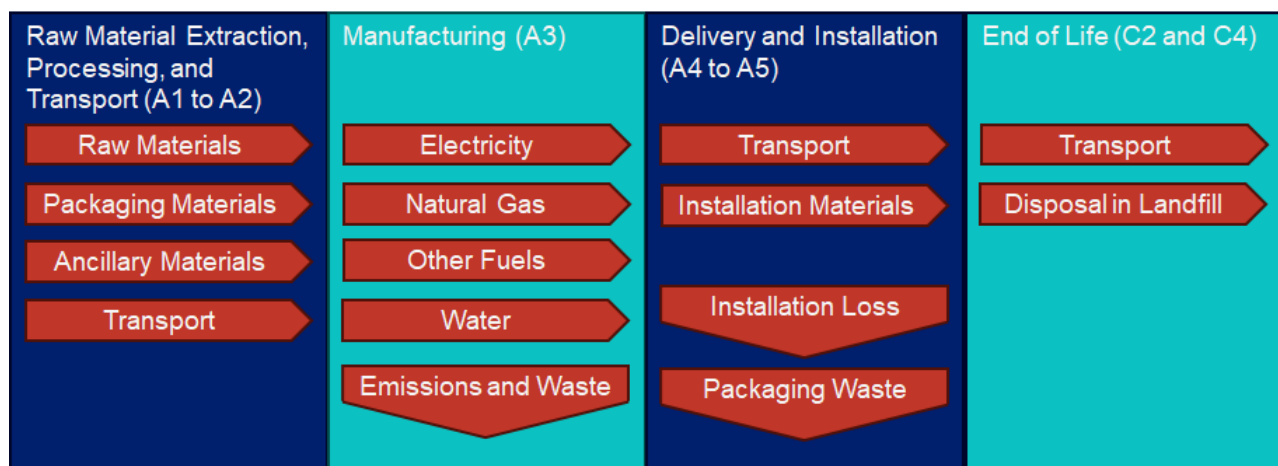 Raw Material Extraction,
Processing, and
Transport (A1 to A2)
Raw Materials
Packaging Materials
Ancillary Materials
Transport
Manufacturing (A3)
Electricity
Natural Gas
Other Fuels
Water
Emissions and Waste
Delivery and Installation
(A4 to A5)
Transport
Installation Materials
Installation Loss
Packaging Waste
End of Life (C2 and C4)
Transport
Disposal in Landfill